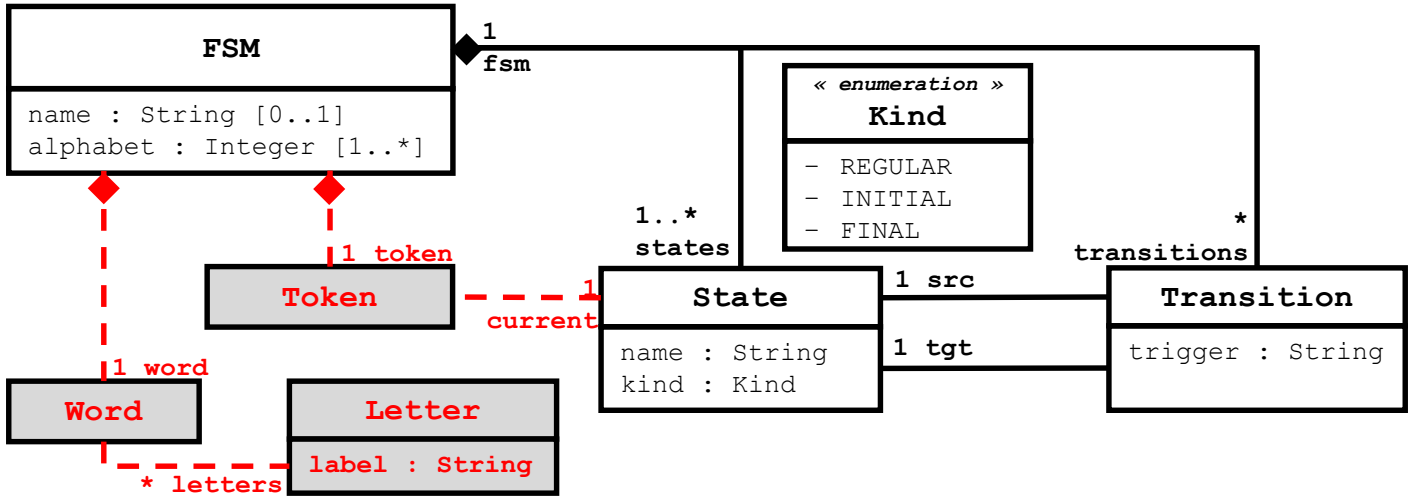 FSM
name : String [0..1]
alphabet : Integer [1..*]
1
fsm
« enumeration »
Kind
- REGULAR
- INITIAL
- FINAL
1..*
states
*
transitions
1 token
Token
1
current
State
name : String
kind : Kind
1 src
1 tgt
Transition
trigger : String
1 word
Word
Letter
label : String
* letters